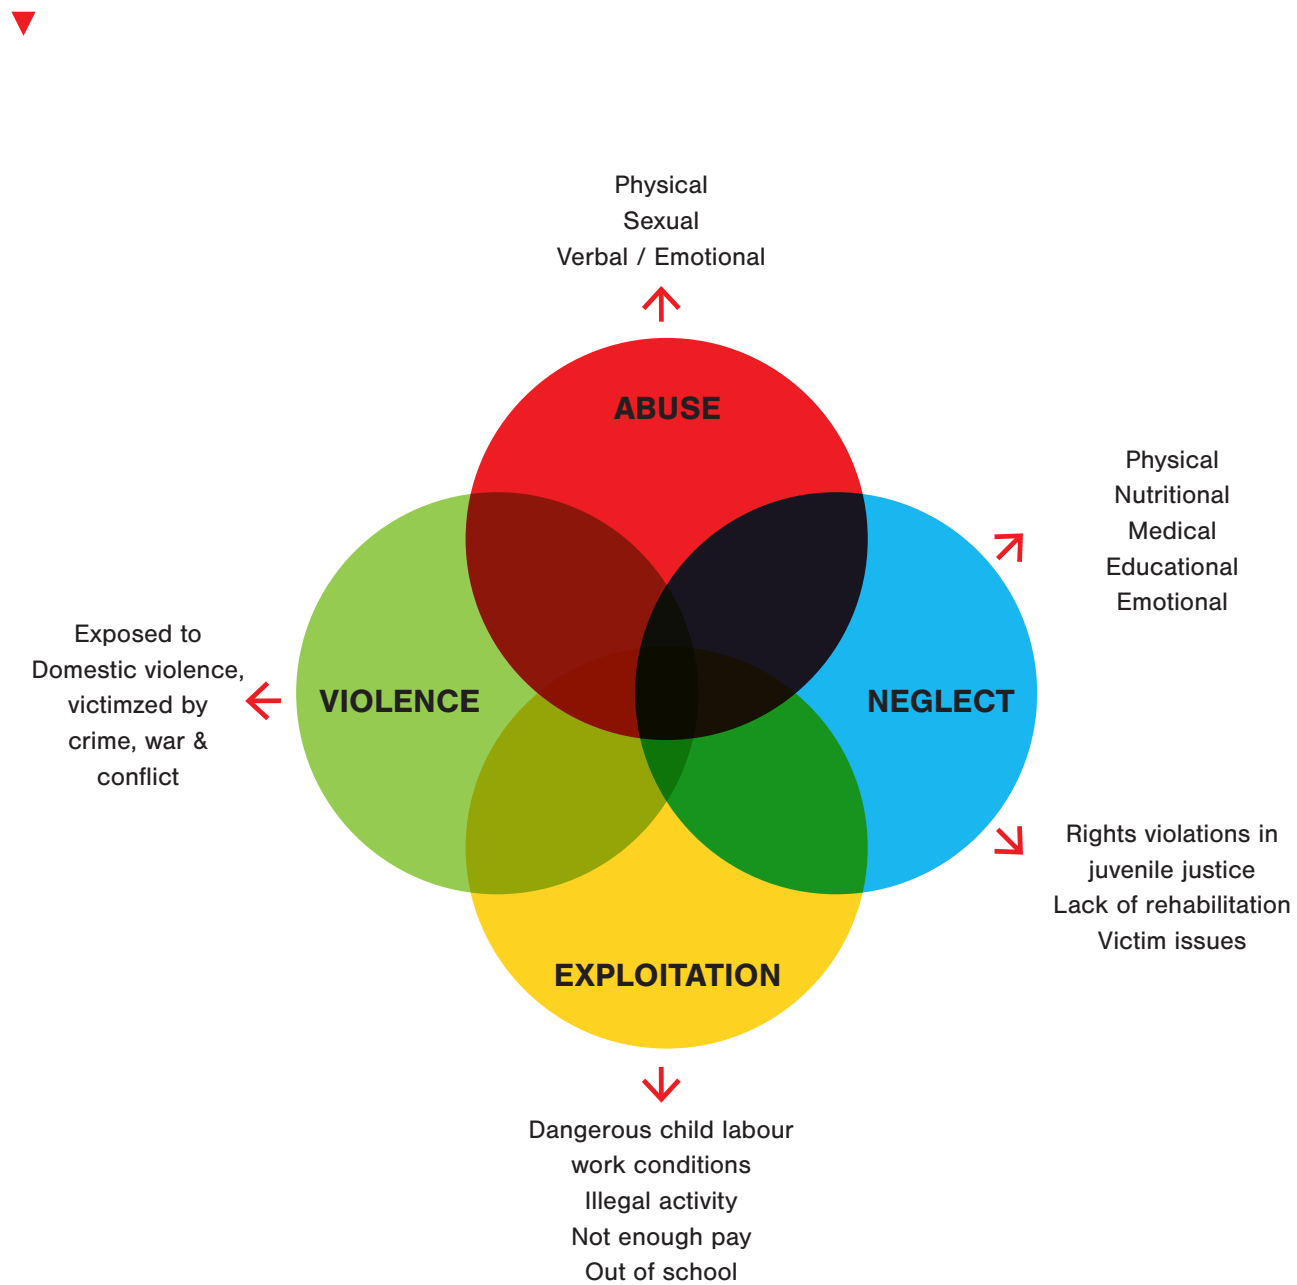 Physical
Sexual
Verbal / Emotional
ABUSE
Physical
Nutritional
Medical
Educational
Emotional
Exposed to
Domestic violence,
victimzed by
crime, war &
conflict
VIOLENCE
NEGLECT
Rights violations in
juvenile justice
Lack of rehabilitation
Victim issues
EXPLOITATION
Dangerous child labour
work conditions
Illegal activity
Not enough pay
Out of school